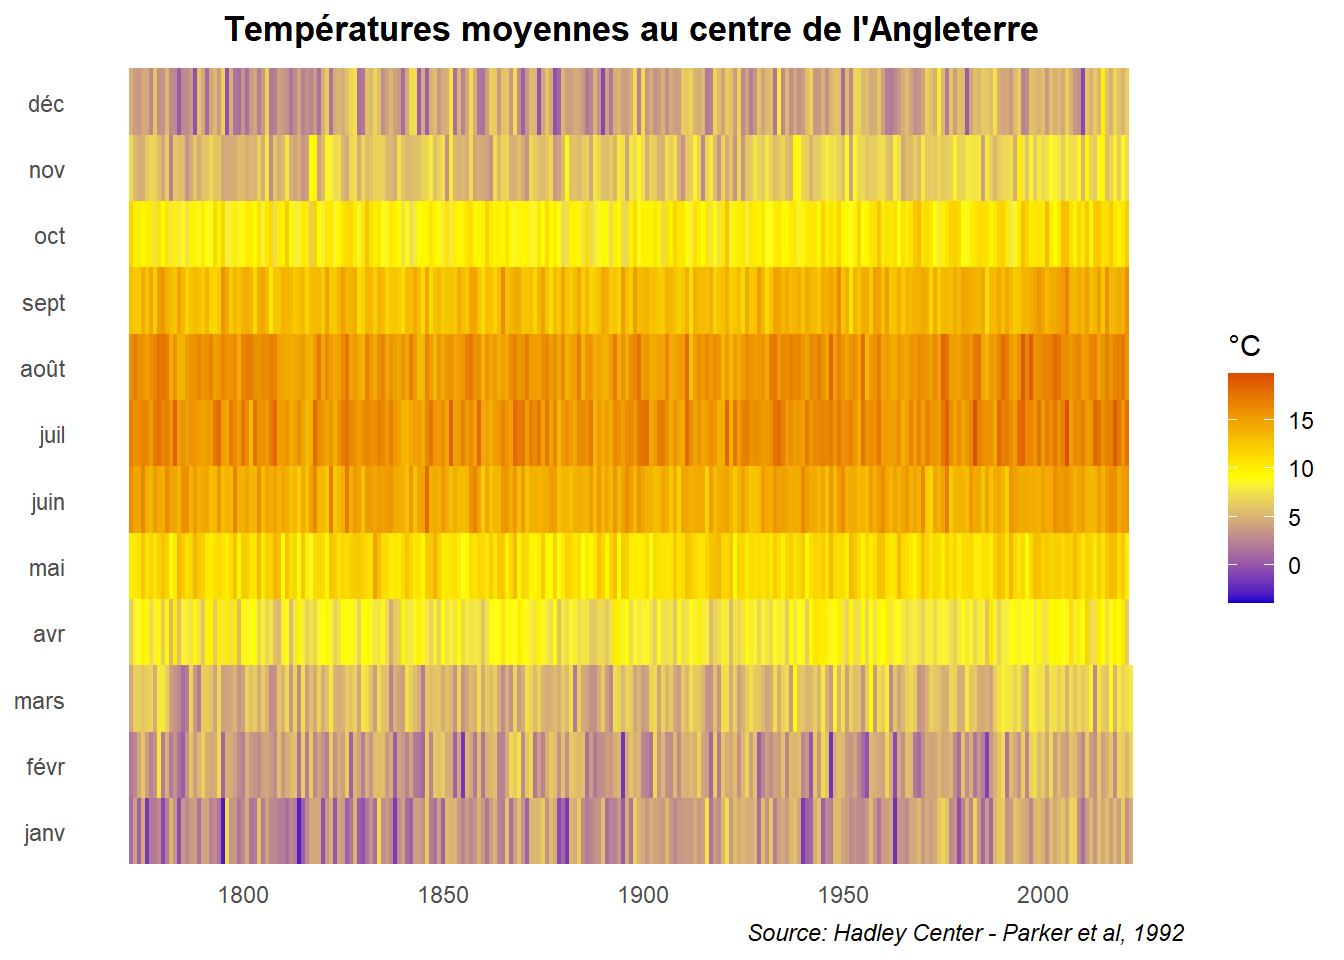 Températures moyennes au centre de l'Angleterre
déc
nov
oct
sept
août
juil
juin
mai
avr
mars
févr
janv
1800 1850 1900 1950 2000
°C
15
10
5
0
Source: Hadley Center - Parker et al, 1992